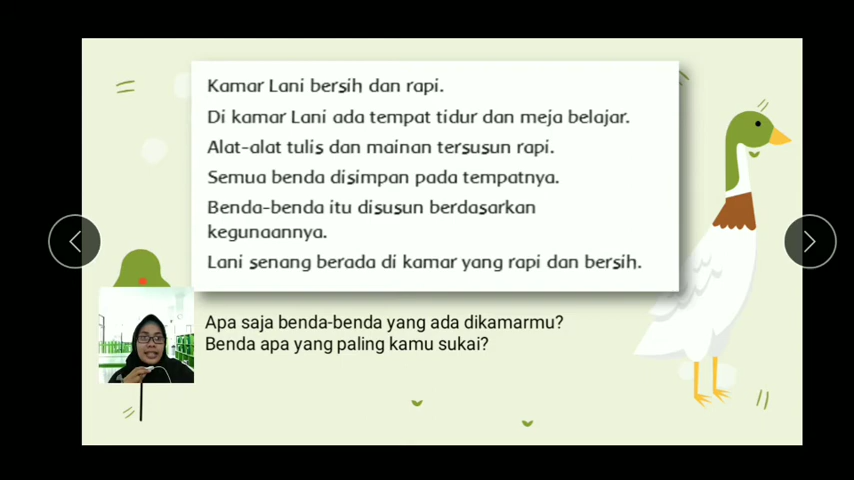 Kamar Lani bersih dan rapi.
Di kamar Lani ada tempat tidur dan meja belajar.
Alat-alat tulis dan mainan tersusun rapi.
Semua benda disimpan pada tempatnya.
Benda-benda itu disusun berdasarkan
kegunaannya.
Lani senang berada di kamar yang rapi dan bersih.
Apa saja benda-benda yang ada dikamarmu?
Benda apa yang paling kamu sukai?